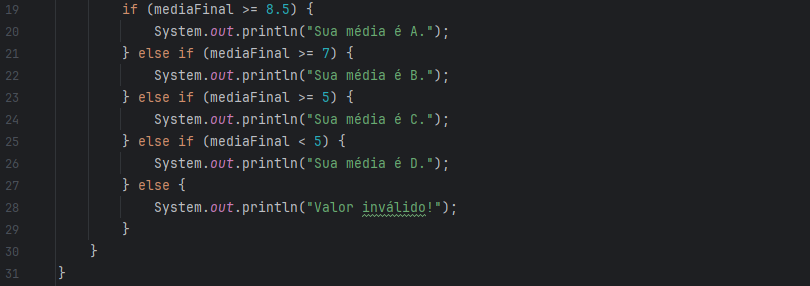 19 if (mediaFinal >= 8.5) {
20 System.out.println("Sua média é A.");
21 } else if (mediaFinal >= 7) {
22 System.out.println("Sua média é B.");
23 } else if (mediaFinal >= 5) {
24 System.out.println("Sua média é C.");
25 } else if (mediaFinal < 5) {
26 System.out.println("Sua média é D.");
27 } else {
28 System.out.println("Valor inválido!");
29 }
30 }
31 }